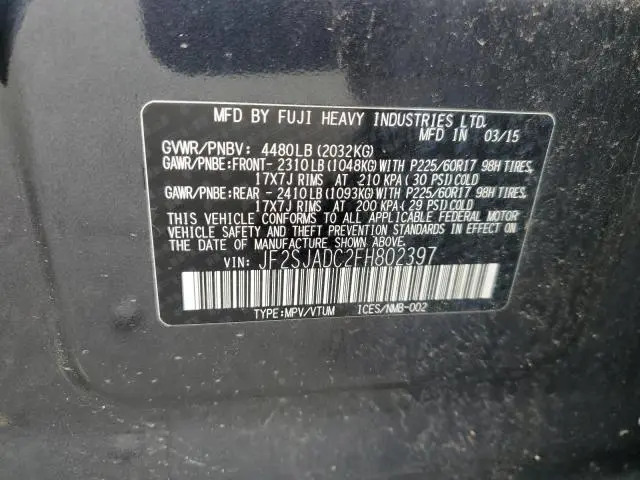 MFD BY FUJI HEAVY INDUSTRIES LTD.
MFD IN 03/15
GVWR/PNBV: 4480LB (2032KG)
GAWR/PNBE:FRONT- 2310LB (1048KG) WITH P225/60R17 98H TIRES,
17X7J RIMS AT 210 KPA ( 30 PSI) COLD
GAWR/PNBE:REAR - 2410LB (1093KG) WITH P225/60R17 98H TIRES,
17X7J RIMS AT 200 KPA ( 29 PSI) COLD
THIS VEHICLE CONFORMS TO ALL APPLICABLE FEDERAL MOTOR
VEHICLE SAFETY AND THEFT PREVENTION STANDARDS IN EFFECT
ON THE DATE OF MANUFACTURE SHOWN ABOVE.
VIN: JF2SJADC2FH802397
TYPE:MPV/VTUM ICES/NMB-002